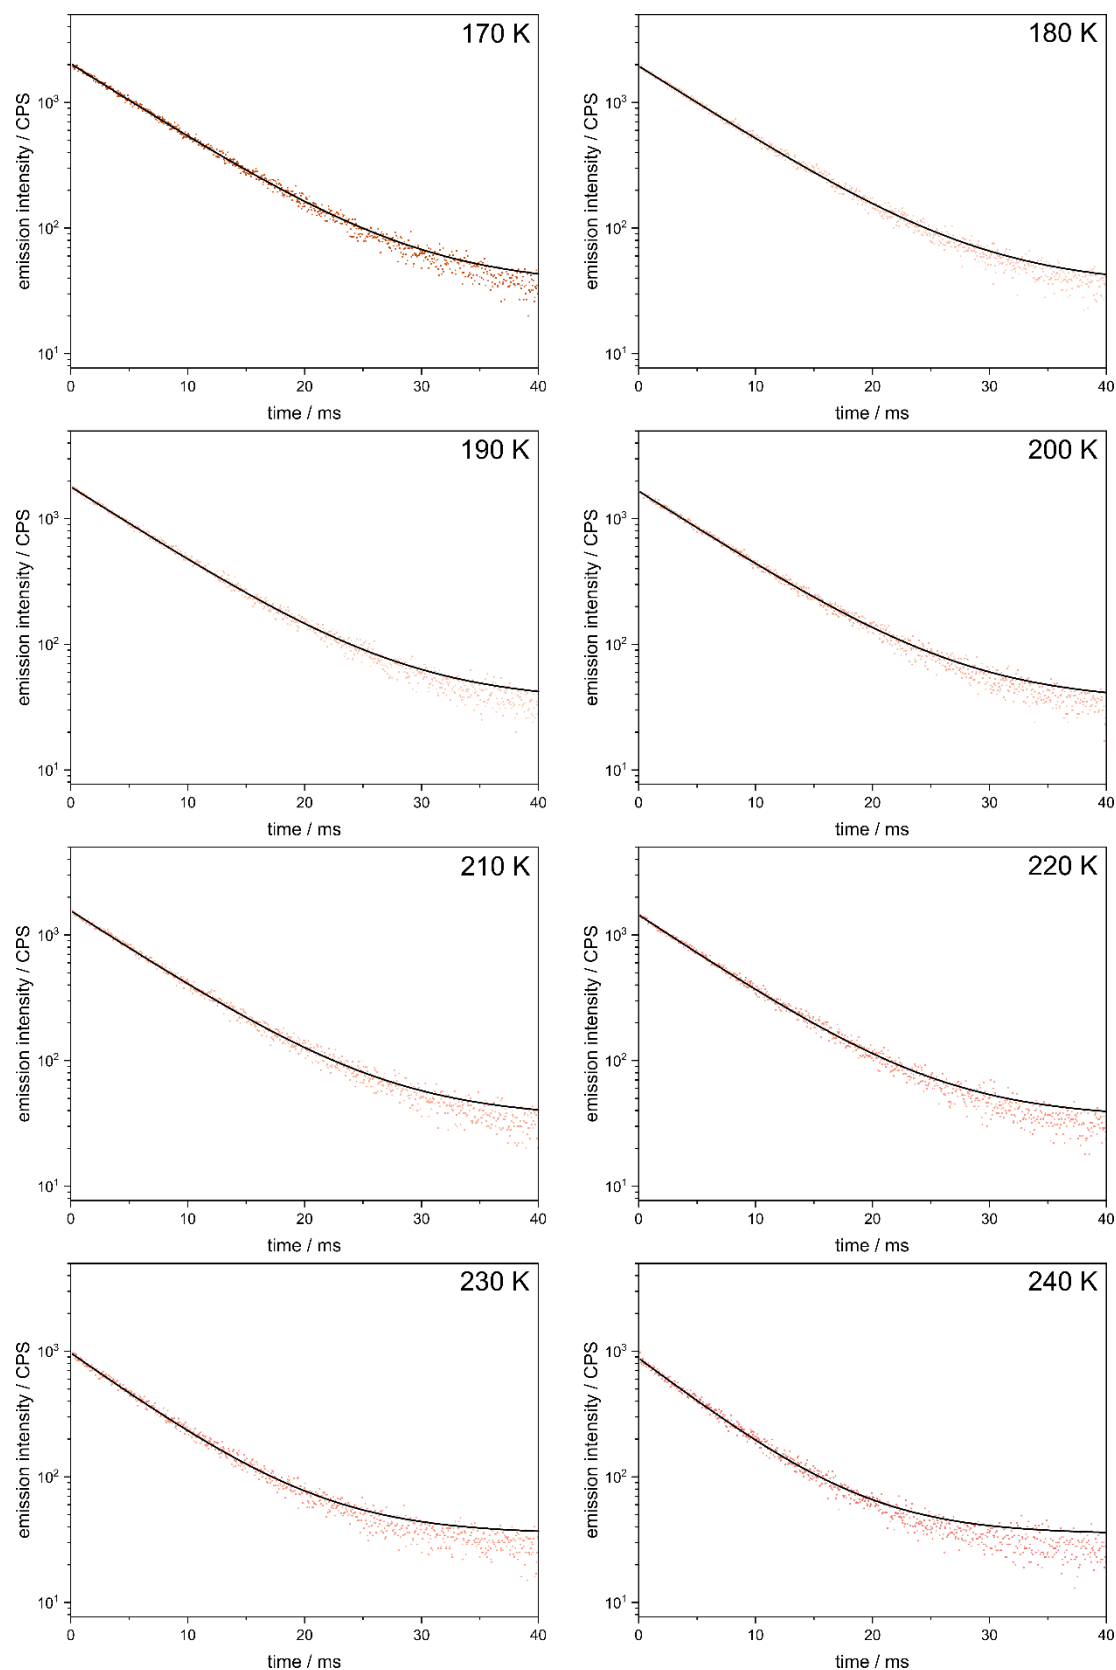 170 K
emission intensity / CPS
10³
10²
10¹
0 10 20 30 40
time / ms
180 K
emission intensity / CPS
10³
10²
10¹
0 10 20 30 40
time / ms
190 K
emission intensity / CPS
10³
10²
10¹
0 10 20 30 40
time / ms
200 K
emission intensity / CPS
10³
10²
10¹
0 10 20 30 40
time / ms
210 K
emission intensity / CPS
10³
10²
10¹
0 10 20 30 40
time / ms
220 K
emission intensity / CPS
10³
10²
10¹
0 10 20 30 40
time / ms
230 K
emission intensity / CPS
10³
10²
10¹
0 10 20 30 40
time / ms
240 K
emission intensity / CPS
10³
10²
10¹
0 10 20 30 40
time / ms